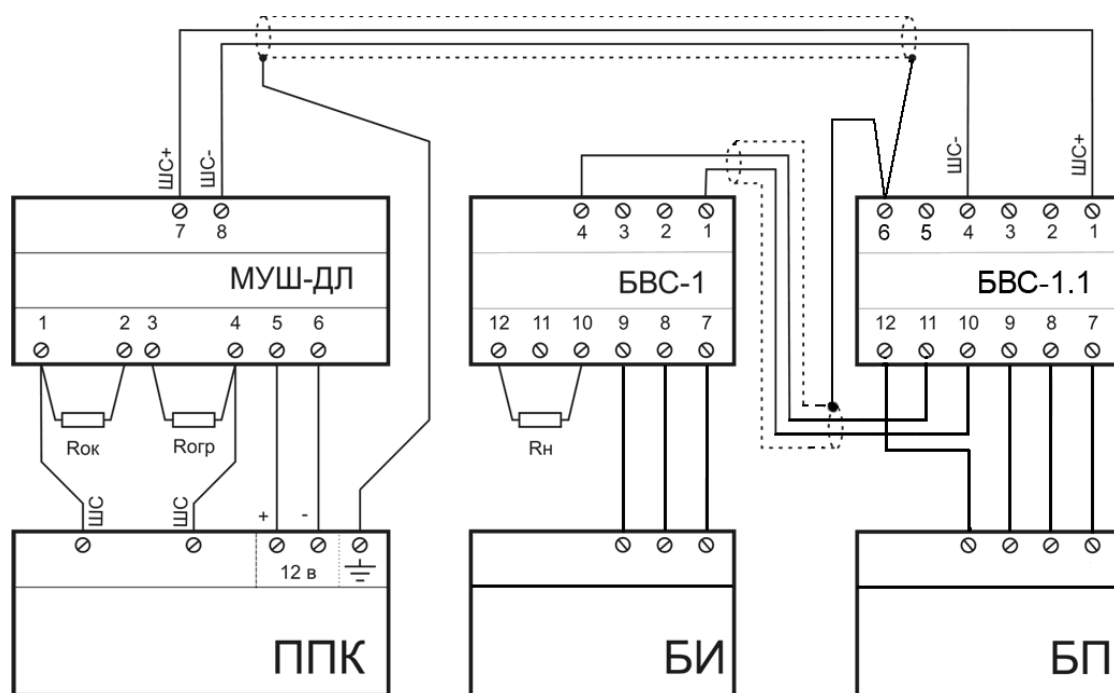 ШС+
ШС-
ШС-
ШС+
7 8
4 3 2 1
6 5 4 3 2 1
МУШ-ДЛ
БВС-1
БВС-1.1
1 2 3 4 5 6
12 11 10 9 8 7
12 11 10 9 8 7
Rок
Rогр
Rн
ШС
ШС
+
-
12 в
ППК
БИ
БП